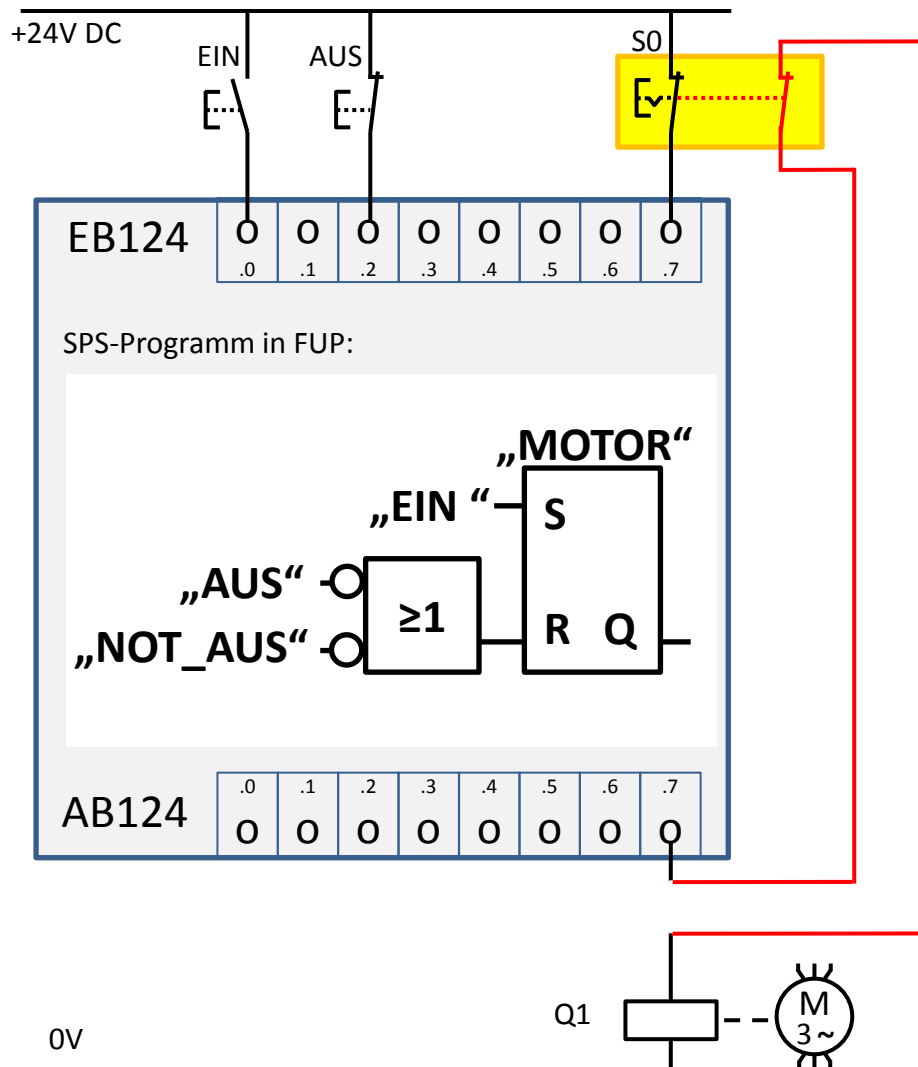 +24V DC
EIN
AUS
S0
EB124
O O O O O O O O
.0 .1 .2 .3 .4 .5 .6 .7
SPS-Programm in FUP:
„MOTOR“
„EIN “
S
„AUS“
≥1
„NOT_AUS“
R Q
AB124
.0 .1 .2 .3 .4 .5 .6 .7
O O O O O O O O
Q1
M
3~
0V